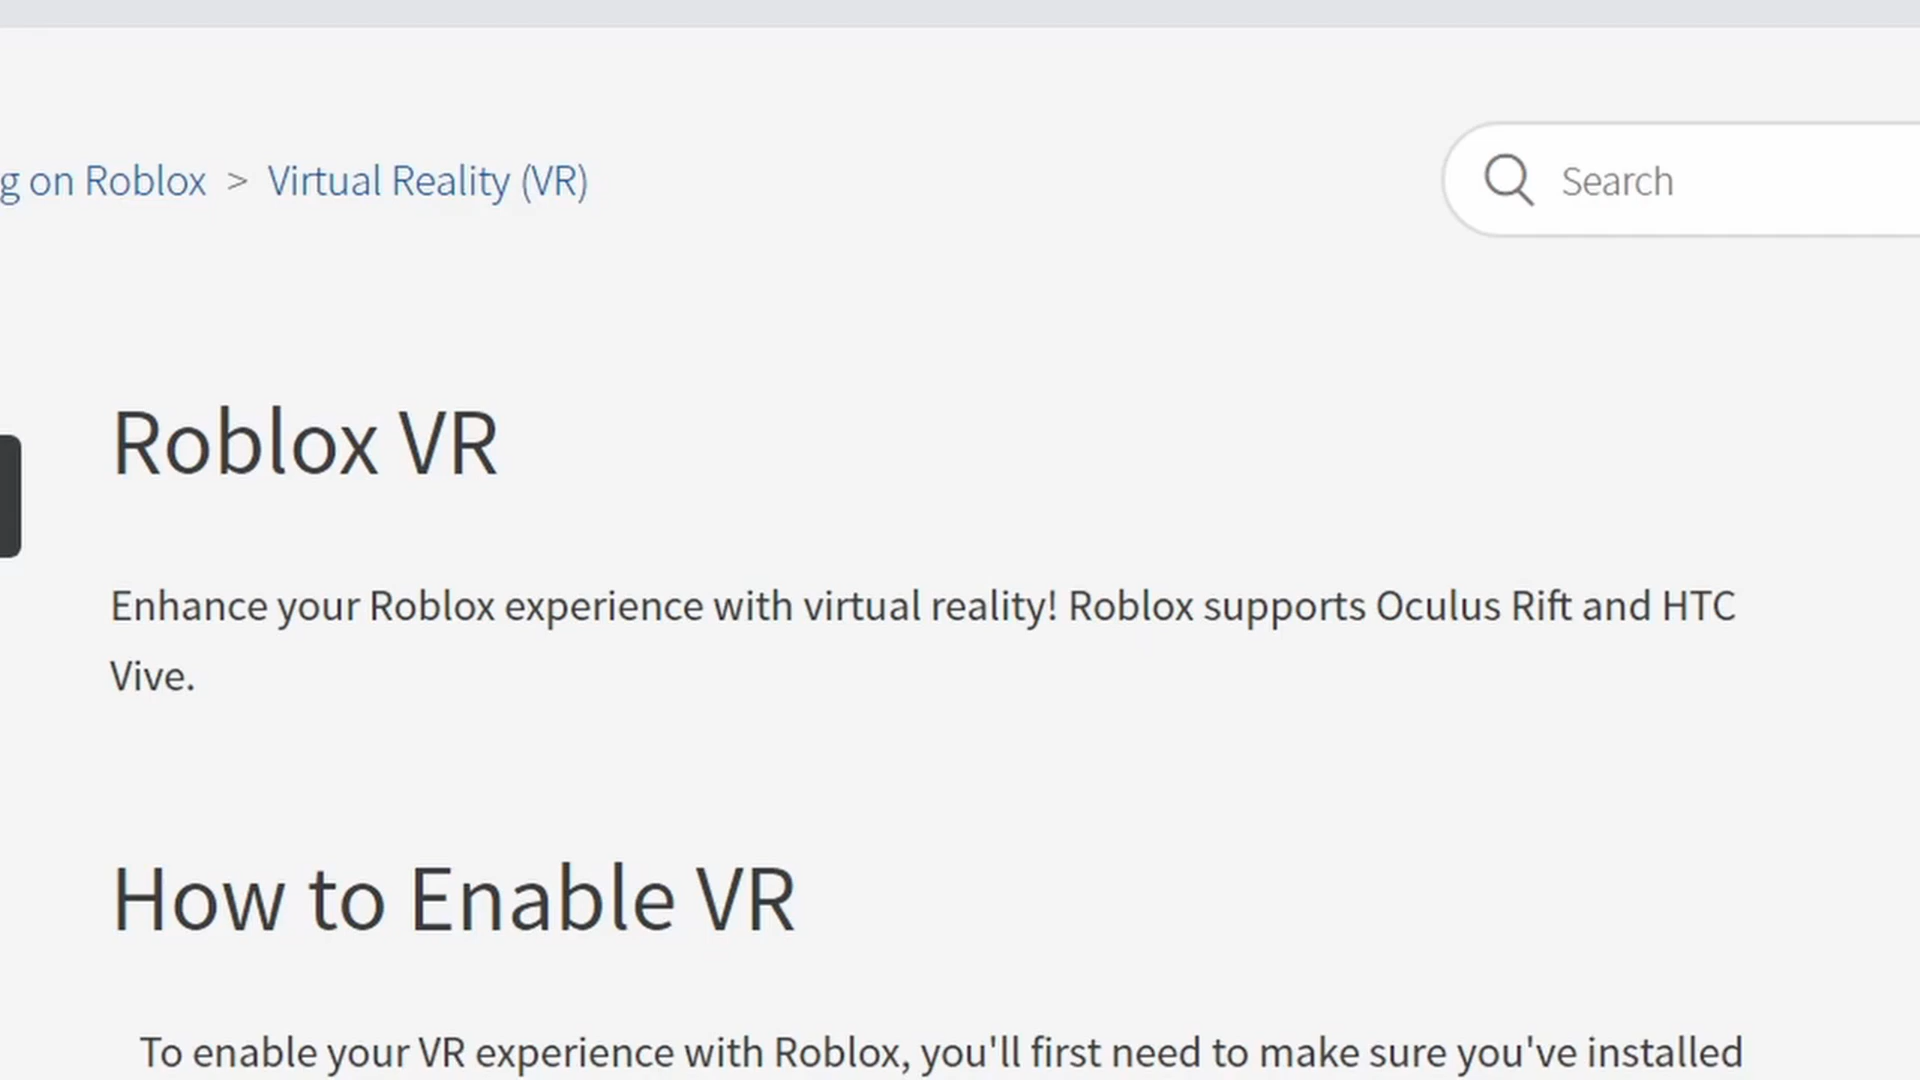 g on Roblox > Virtual Reality (VR)
Search
Roblox VR
Enhance your Roblox experience with virtual reality! Roblox supports Oculus Rift and HTC
Vive.
How to Enable VR
To enable your VR experience with Roblox, you'll first need to make sure you've installed